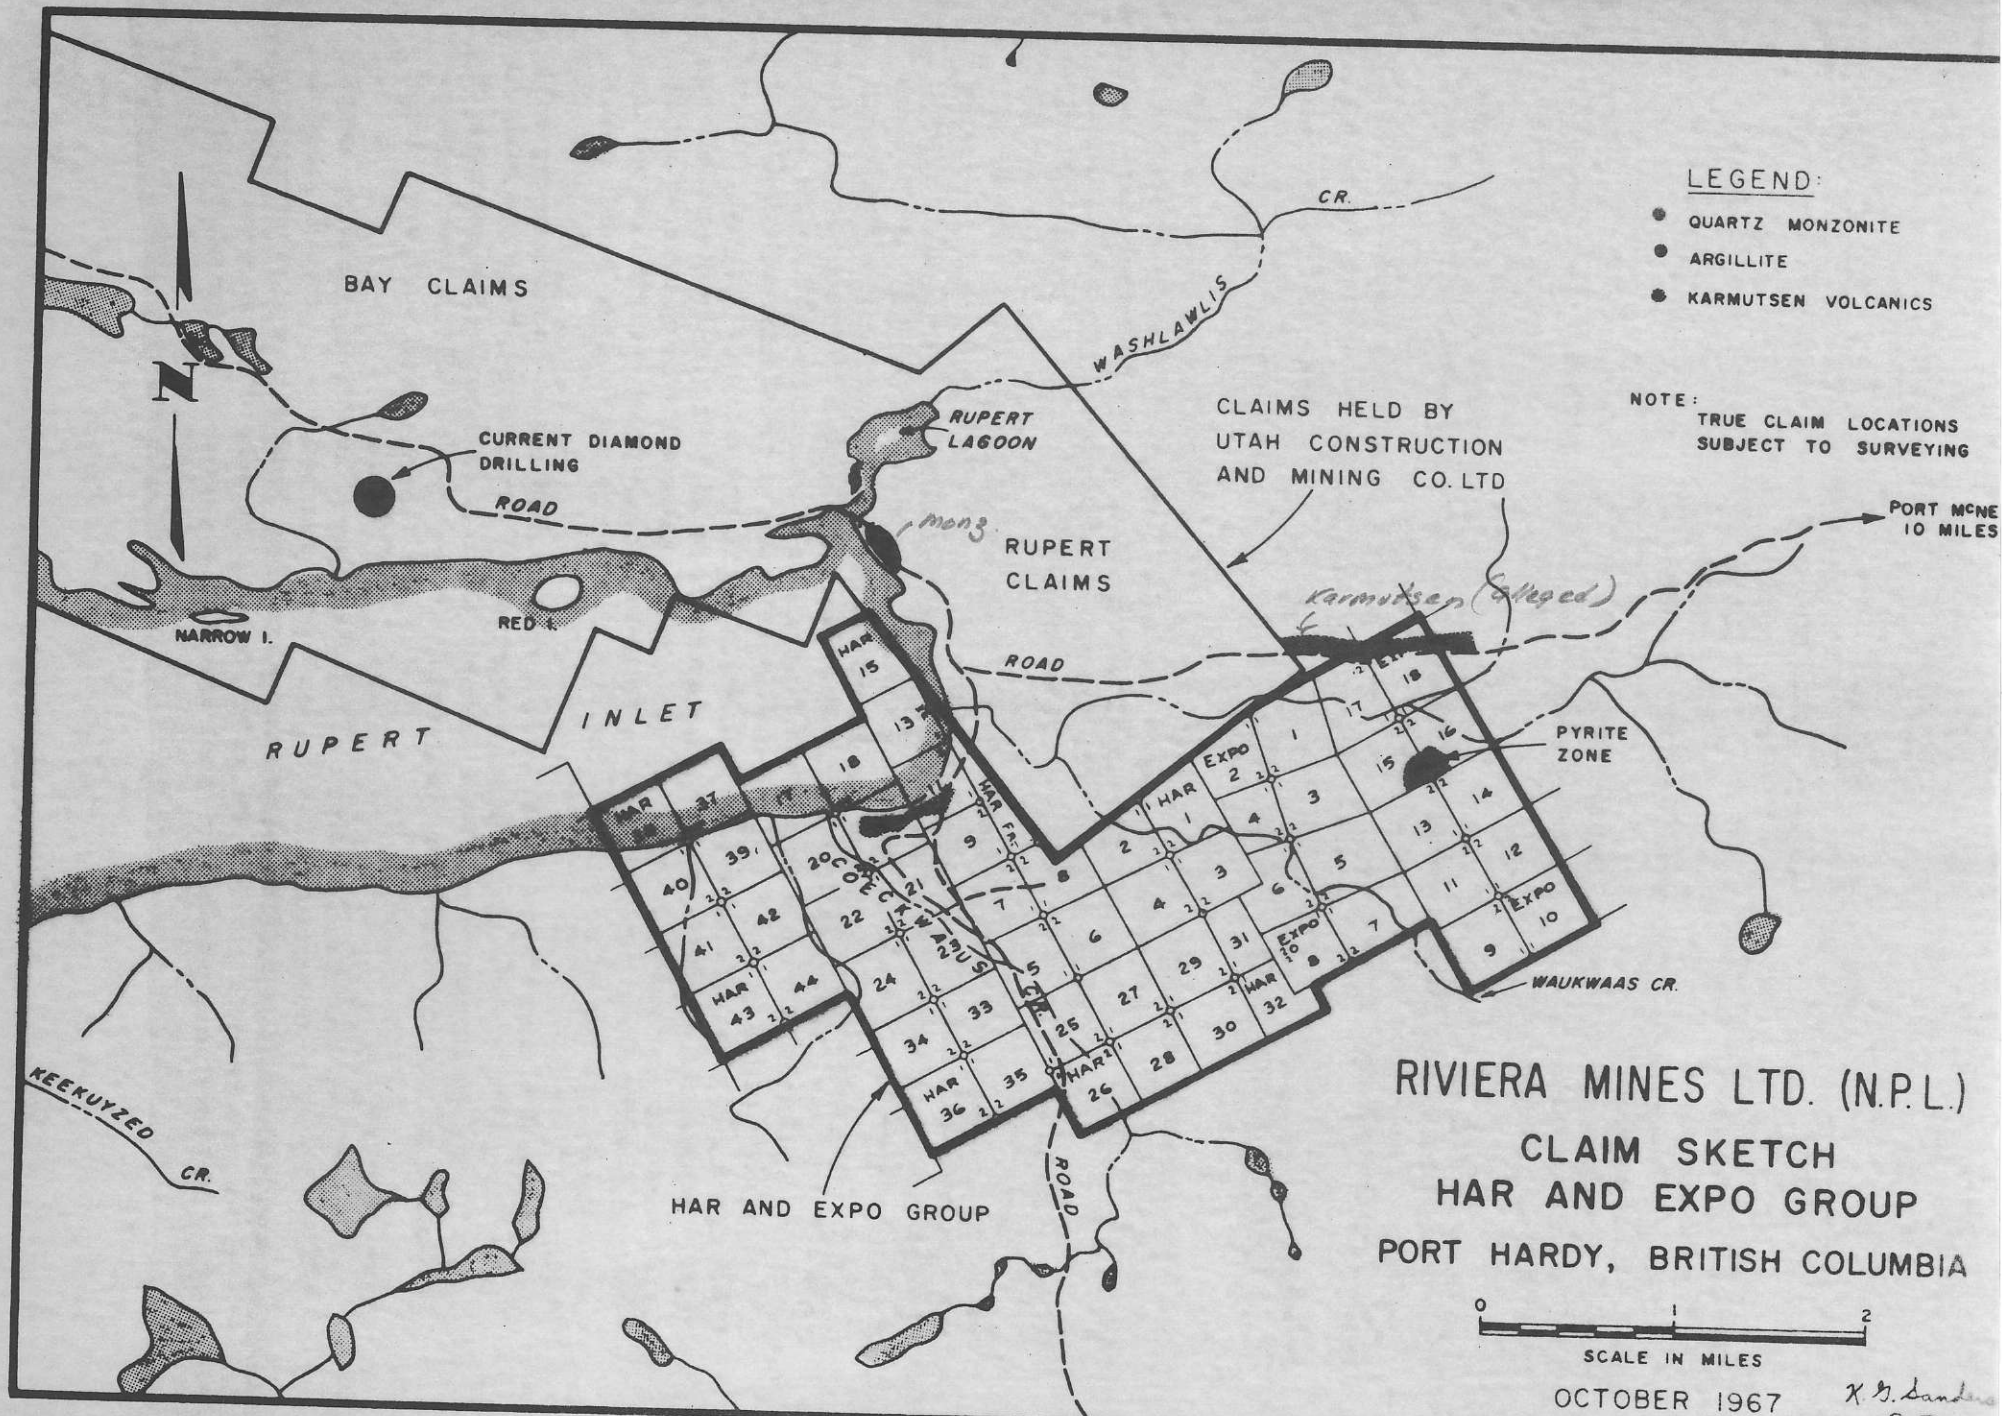 LEGEND:
QUARTZ MONZONITE
ARGILLITE
KARMUTSEN VOLCANICS
NOTE:
TRUE CLAIM LOCATIONS
SUBJECT TO SURVEYING
CR.
WASHLAWLIS
BAY CLAIMS
N
CURRENT DIAMOND
DRILLING
ROAD
RUPERT
LAGOON
CLAIMS HELD BY
UTAH CONSTRUCTION
AND MINING CO. LTD
PORT McNE
10 MILES
monz.
RUPERT
CLAIMS
Karmutsen (alleged)
NARROW I.
RED I.
ROAD
RUPERT INLET
PYRITE
ZONE
HAR
15
13
18
HAR
37
39
40
42
41
HAR
43
44
20
22
21
24
33
34
35
HAR
36
9
HAR
FR.
8
7
6
5
25
HAR
26
27
28
29
30
31
HAR
32
2
HAR
1
4
3
EXPO
2
1
4
3
6
5
EXPO
8
7
17
18
16
15
14
13
12
11
EXPO
10
9
CR.
WAUKWAAS CR.
KEEKUYZED
CR.
HAR AND EXPO GROUP
ROAD
RIVIERA MINES LTD. (N.P.L.)
CLAIM SKETCH
HAR AND EXPO GROUP
PORT HARDY, BRITISH COLUMBIA
0 1 2
SCALE IN MILES
OCTOBER 1967
K. G. Sanders